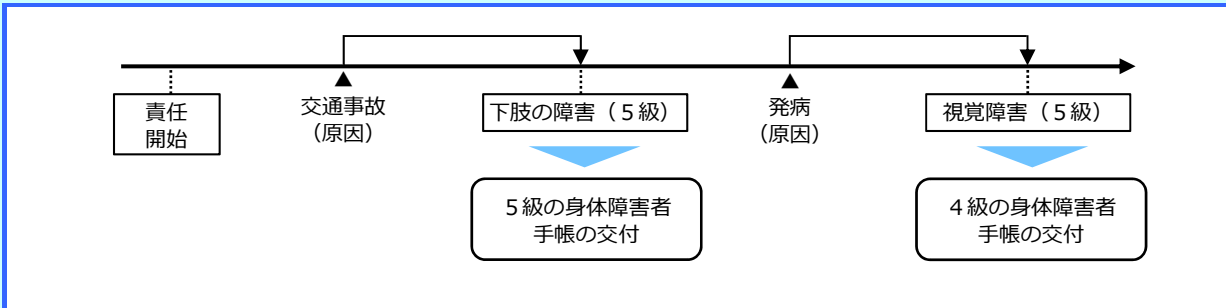 責任
開始
交通事故
（原因）
下肢の障害（５級）
５級の身体障害者
手帳の交付
発病
（原因）
視覚障害（５級）
４級の身体障害者
手帳の交付